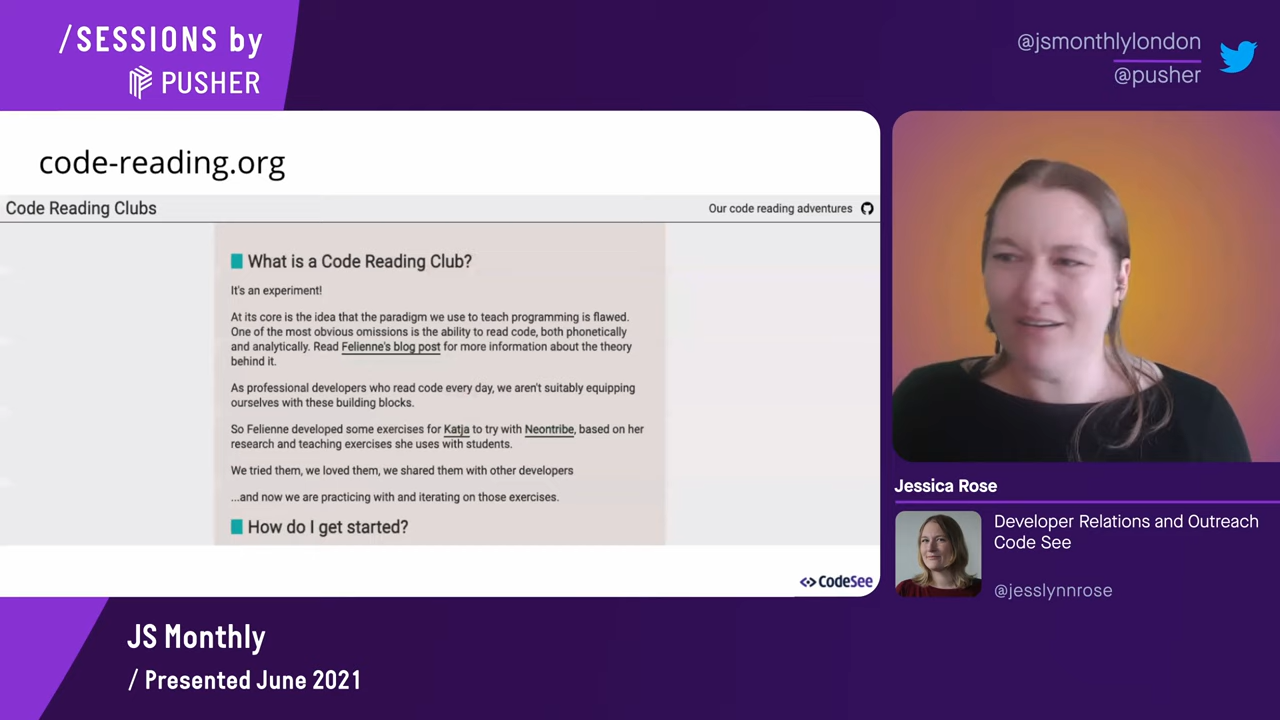 /SESSIONS by
PUSHER
@jsmonthlylondon
@pusher
code-reading.org
Code Reading Clubs
Our code reading adventures
What is a Code Reading Club?
It's an experiment!
At its core is the idea that the paradigm we use to teach programming is flawed.
One of the most obvious omissions is the ability to read code, both phonetically
and analytically. Read Felienne's blog post for more information about the theory
behind it.
As professional developers who read code every day, we aren't suitably equipping
ourselves with these building blocks.
So Felienne developed some exercises for Katja to try with Neontribe, based on her
research and teaching exercises she uses with students.
We tried them, we loved them, we shared them with other developers
...and now we are practicing with and iterating on those exercises.
How do I get started?
CodeSee
Jessica Rose
Developer Relations and Outreach
Code See
@jesslynnrose
JS Monthly
/ Presented June 2021